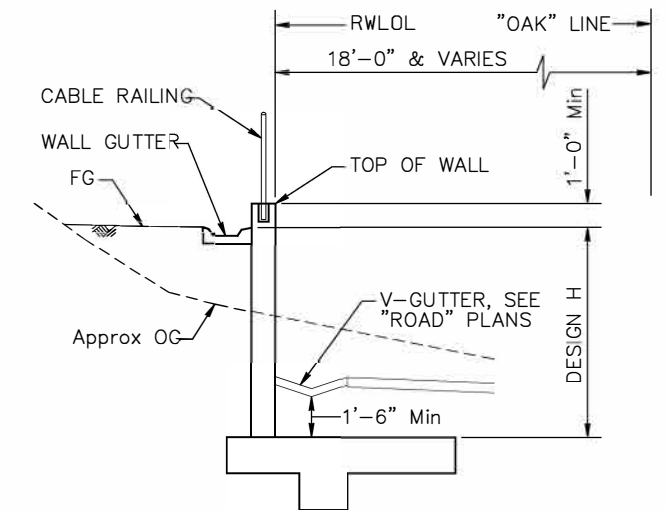 RWLOL
"OAK" LINE
18'-0" & VARIES
CABLE RAILING
1'-0" Min
WALL GUTTER
TOP OF WALL
FG
V-GUTTER, SEE
"ROAD" PLANS
DESIGN H
Approx OG
1'-6" Min